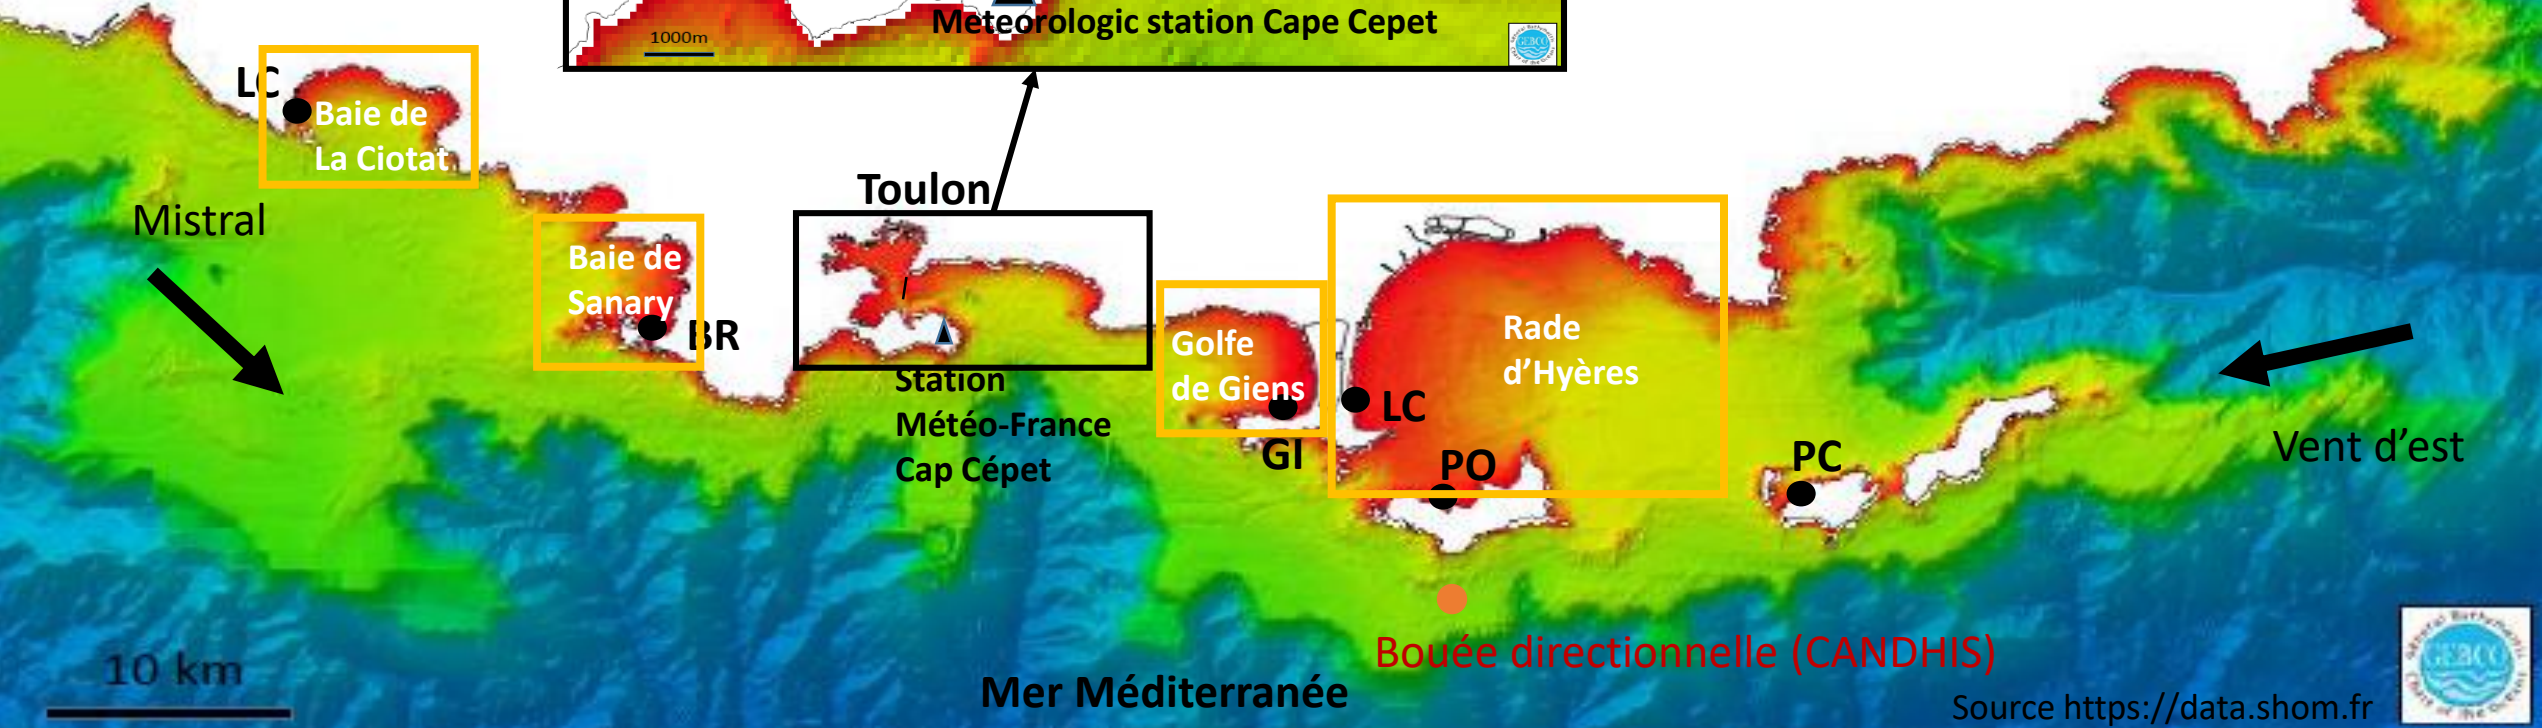 Meteorologic station Cape Cepet
1000m
GEBCO
LC
Baie de
La Ciotat
Toulon
Mistral
Baie de
Sanary
BR
Station
Météo-France
Cap Cépet
Golfe
de Giens
GI
Rade
d'Hyères
LC
PO
PC
Vent d'est
Bouée directionnelle (CANDHIS)
10 km
Mer Méditerranée
Source https://data.shom.fr
GEBCO